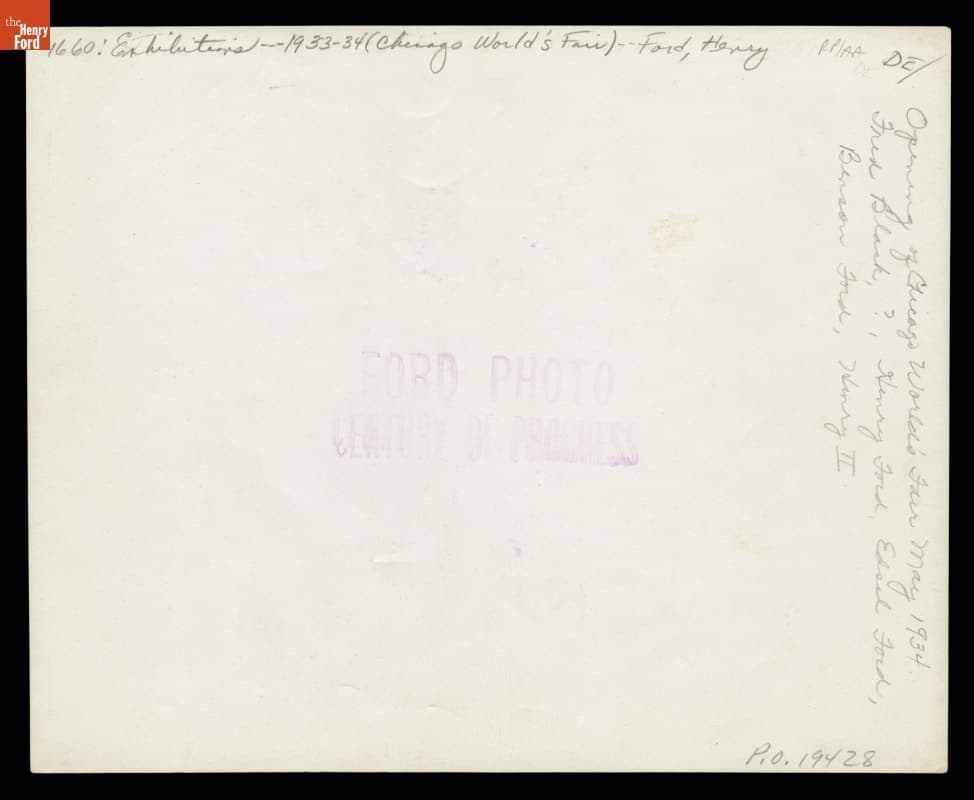 the
Henry
Ford
1660: Exhibitions--1933-34 (Chicago World's Fair)--Ford, Henry
RP/AA
DE/
Opening of Chicago World's Fair May 1934
Fred Black, ?, Henry Ford, Edsel Ford,
Benson Ford, Henry II
FORD PHOTO
CENTURY OF PROGRESS
P.O. 19428